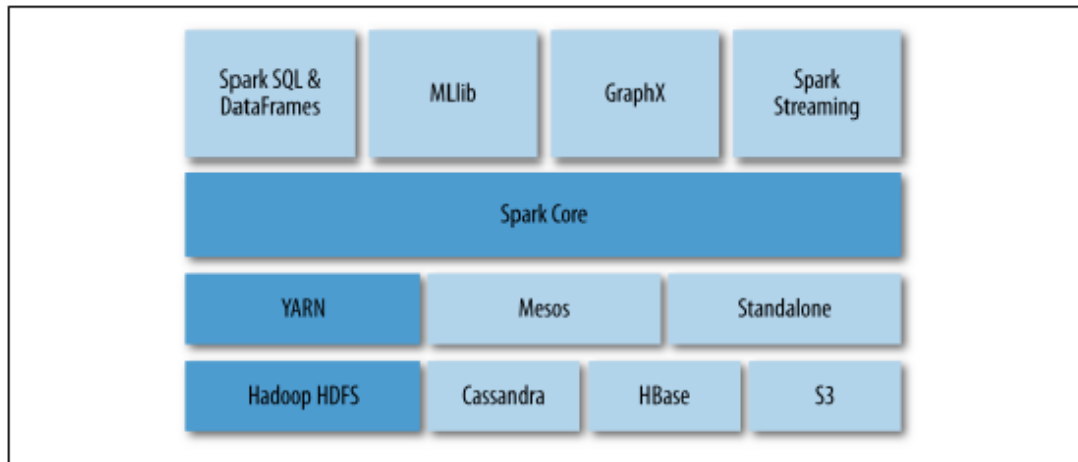 Spark SQL &
DataFrames
MLlib
GraphX
Spark
Streaming
Spark Core
YARN
Mesos
Standalone
Hadoop HDFS
Cassandra
HBase
S3